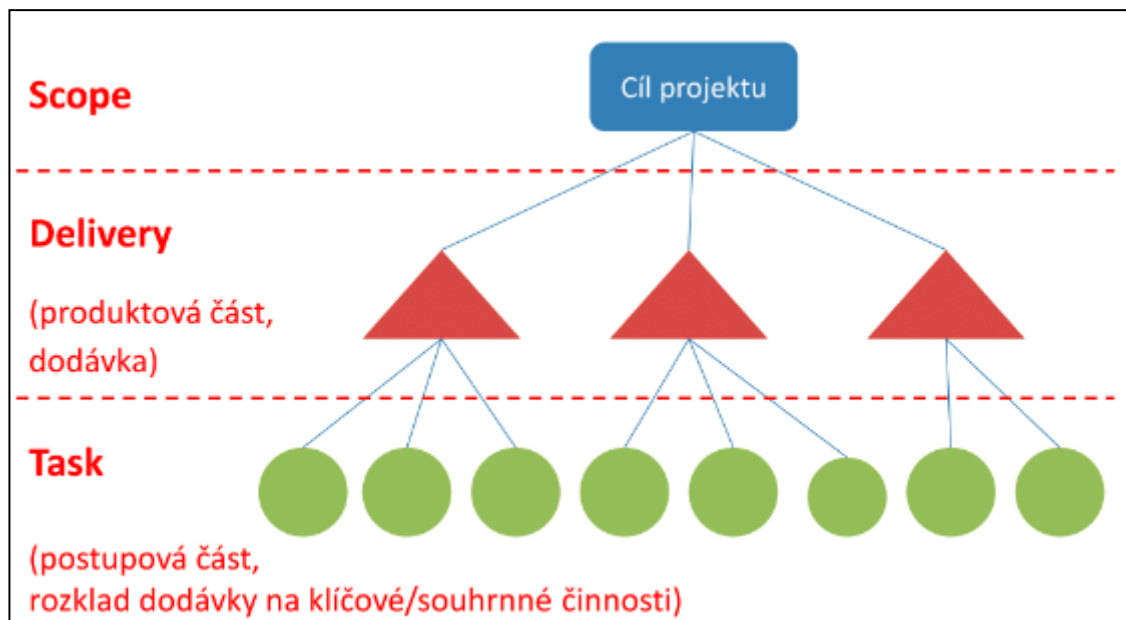 Scope
Cíl projektu
Delivery
(produktová část,
dodávka)
Task
(postupová část,
rozklad dodávky na klíčové/souhrnné činnosti)